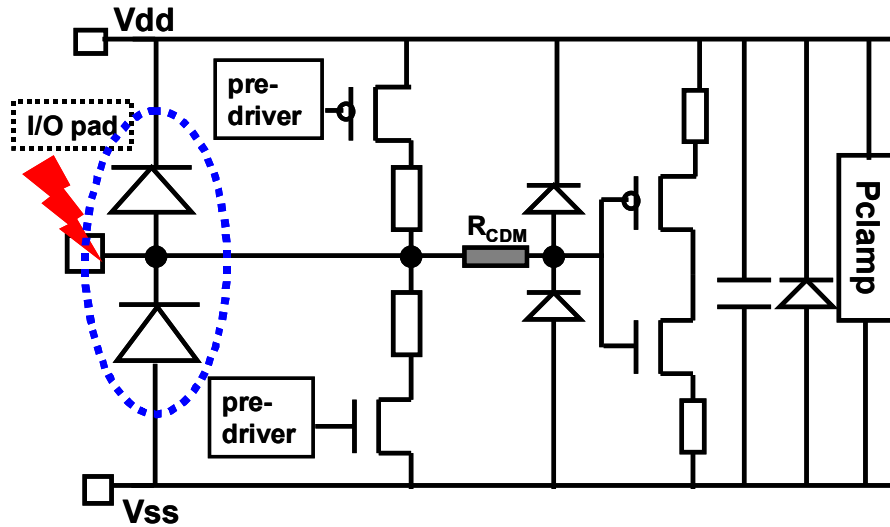 Vdd
pre-
driver
I/O pad
RCDM
Pclamp
pre-
driver
Vss